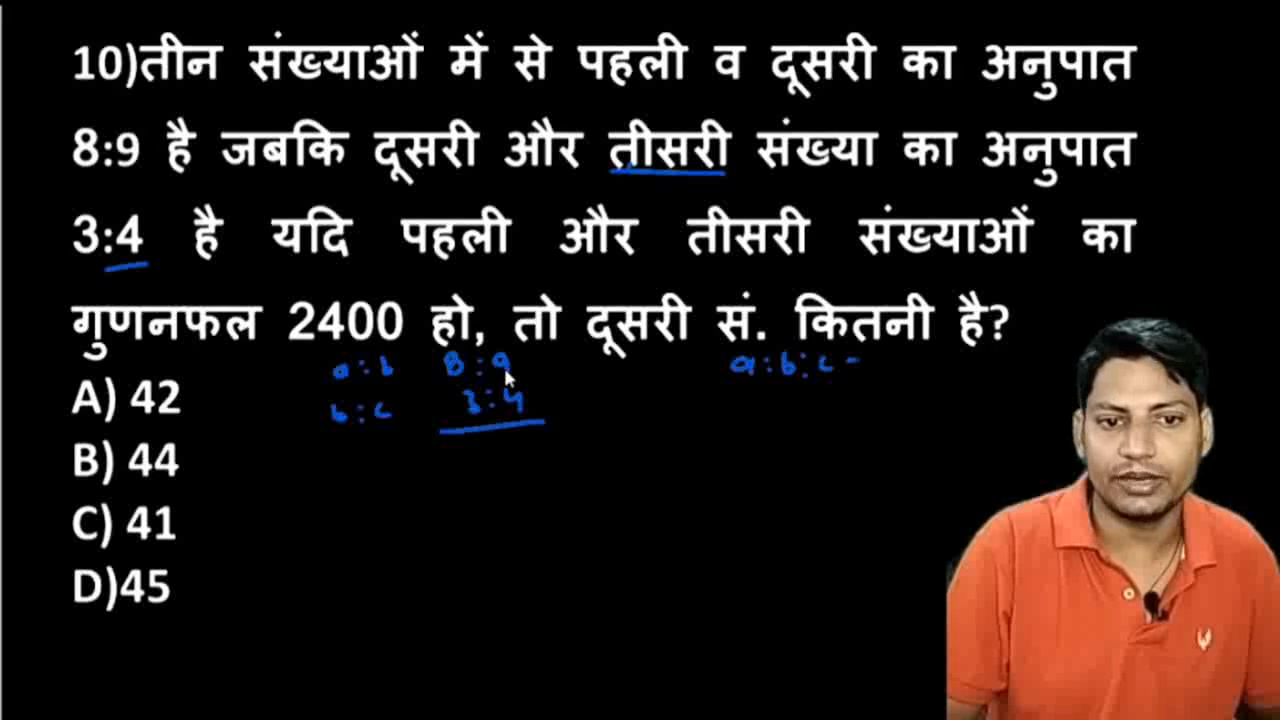 10)तीन संख्याओं में से पहली व दूसरी का अनुपात
8:9 है जबकि दूसरी और तीसरी संख्या का अनुपात
3:4 है यदि पहली और तीसरी संख्याओं का
गुणनफल 2400 हो, तो दूसरी सं. कितनी है?
a:b 8:9 a:b:c-
b:c 3:4
A) 42
B) 44
C) 41
D)45